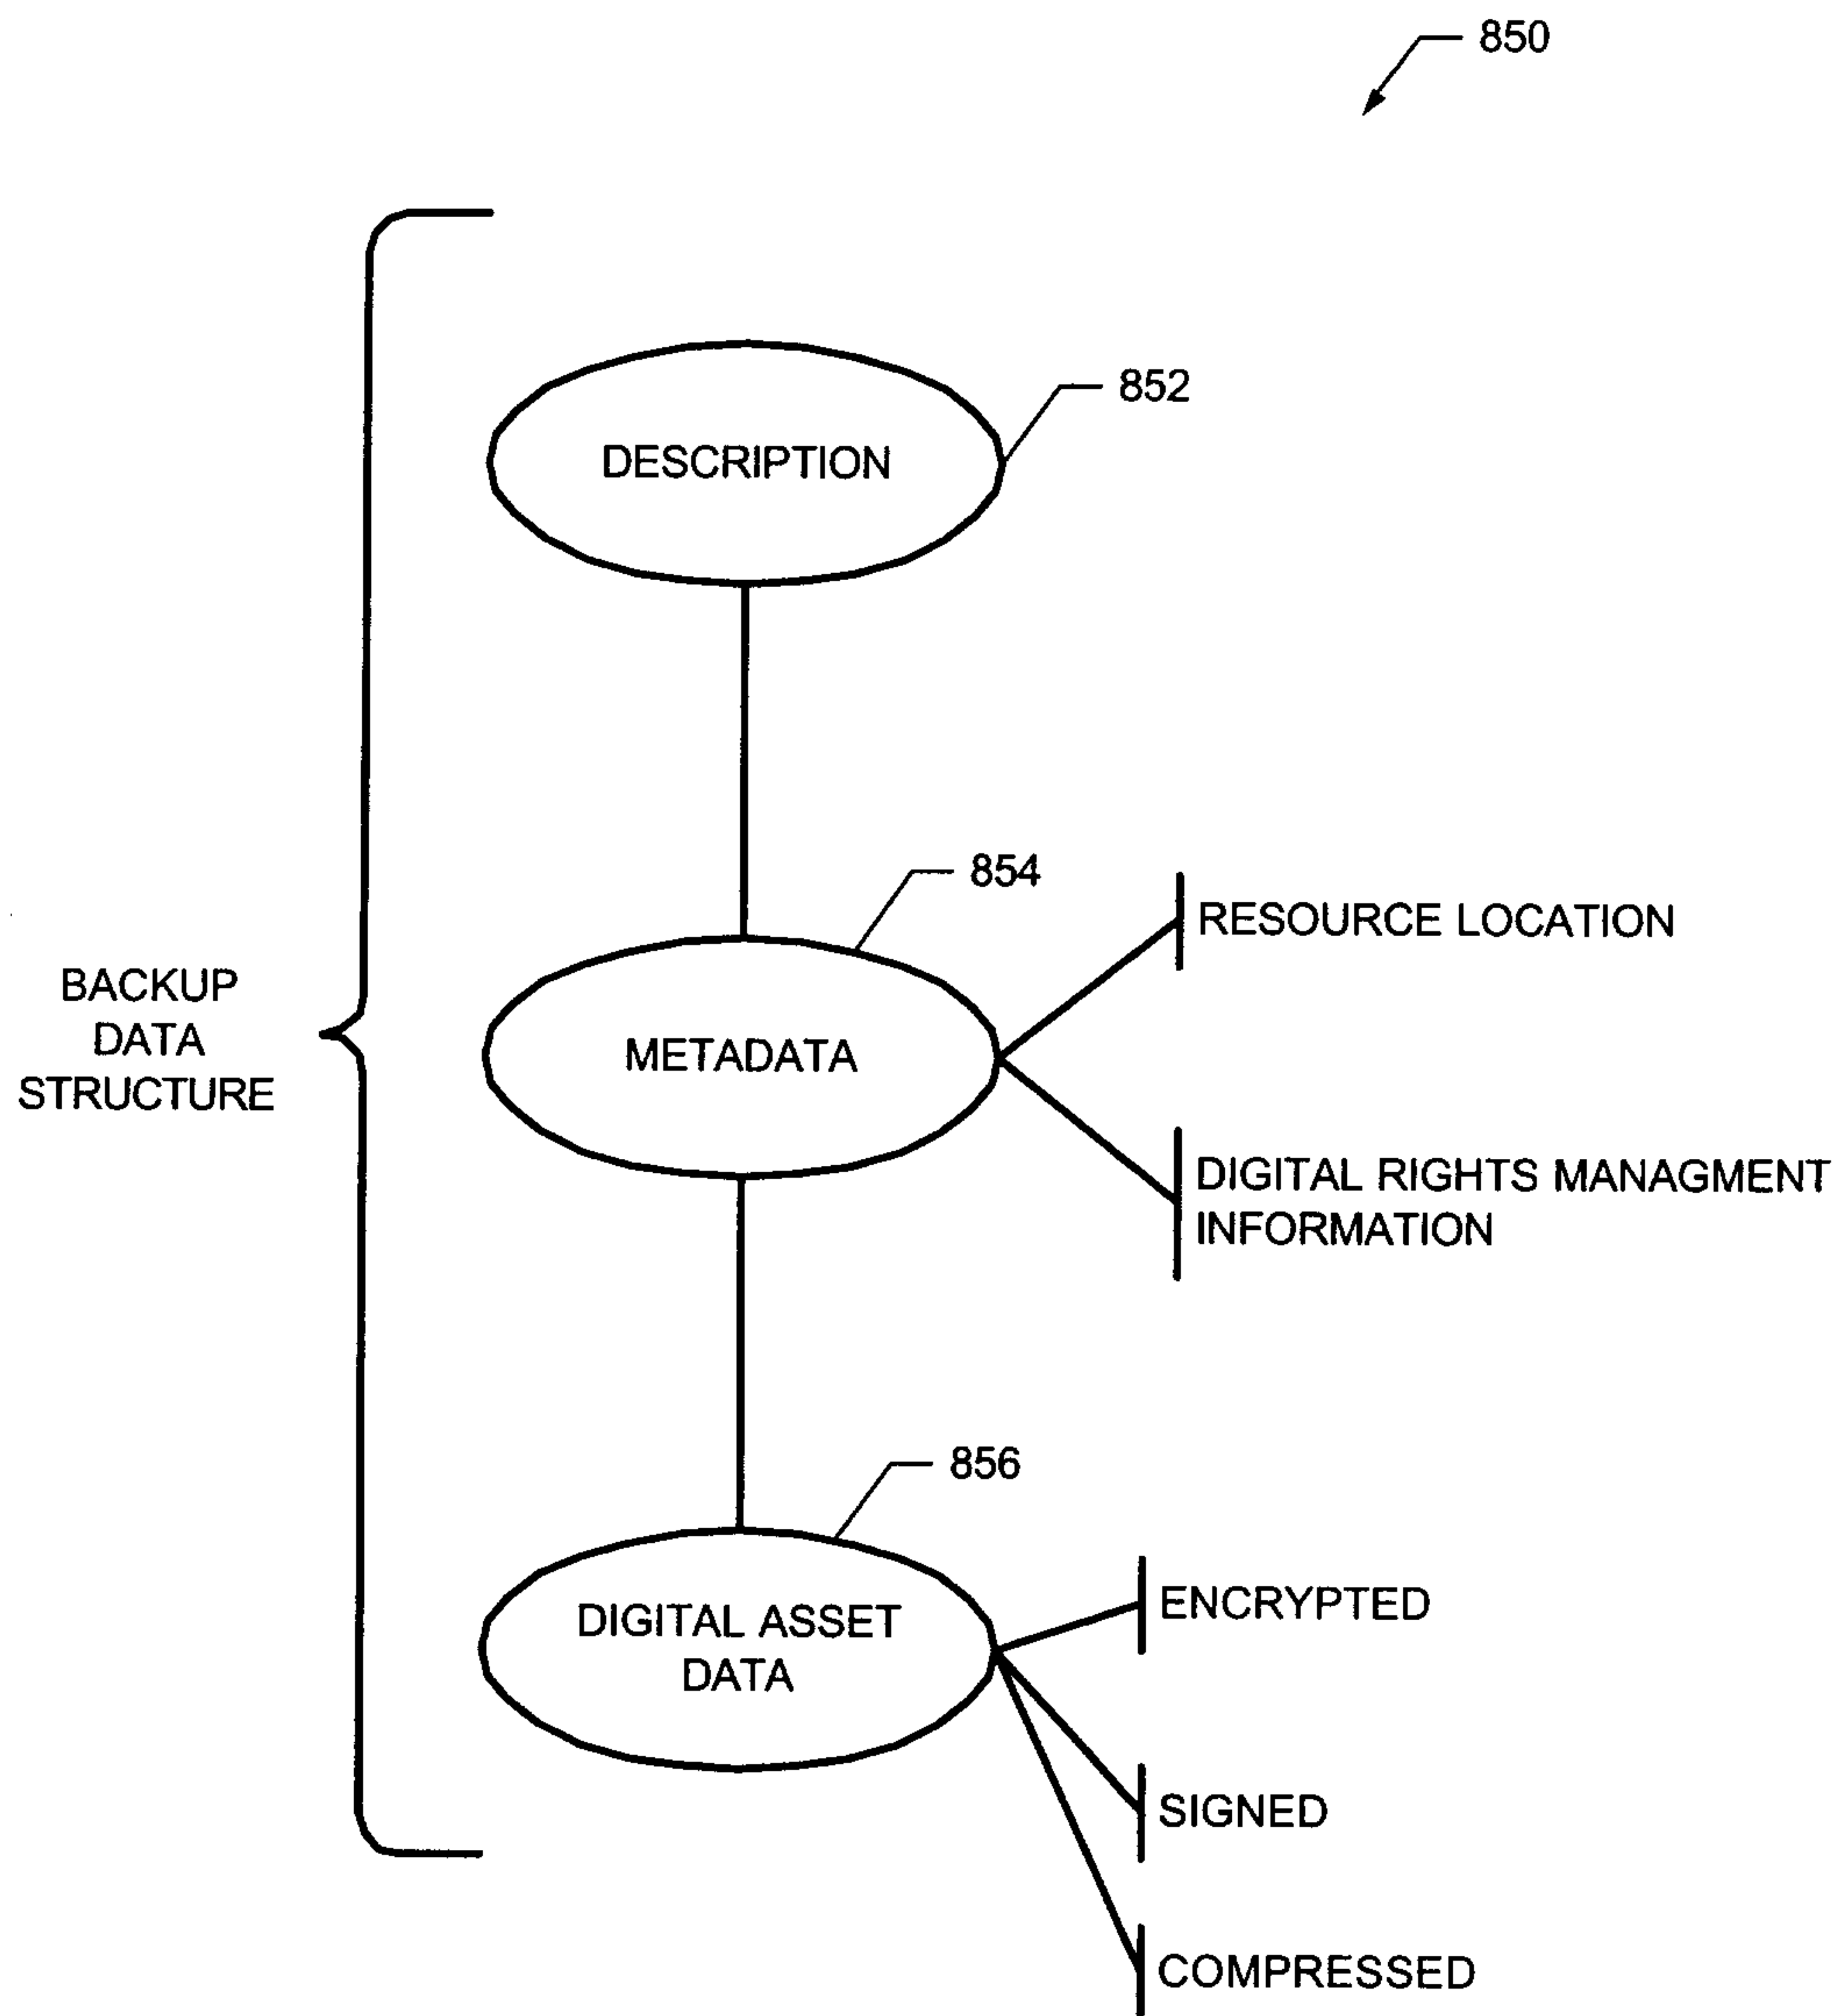 850
852
DESCRIPTION
854
RESOURCE LOCATION
BACKUP
DATA
STRUCTURE
METADATA
DIGITAL RIGHTS MANAGMENT
INFORMATION
856
DIGITAL ASSET
DATA
ENCRYPTED
SIGNED
COMPRESSED